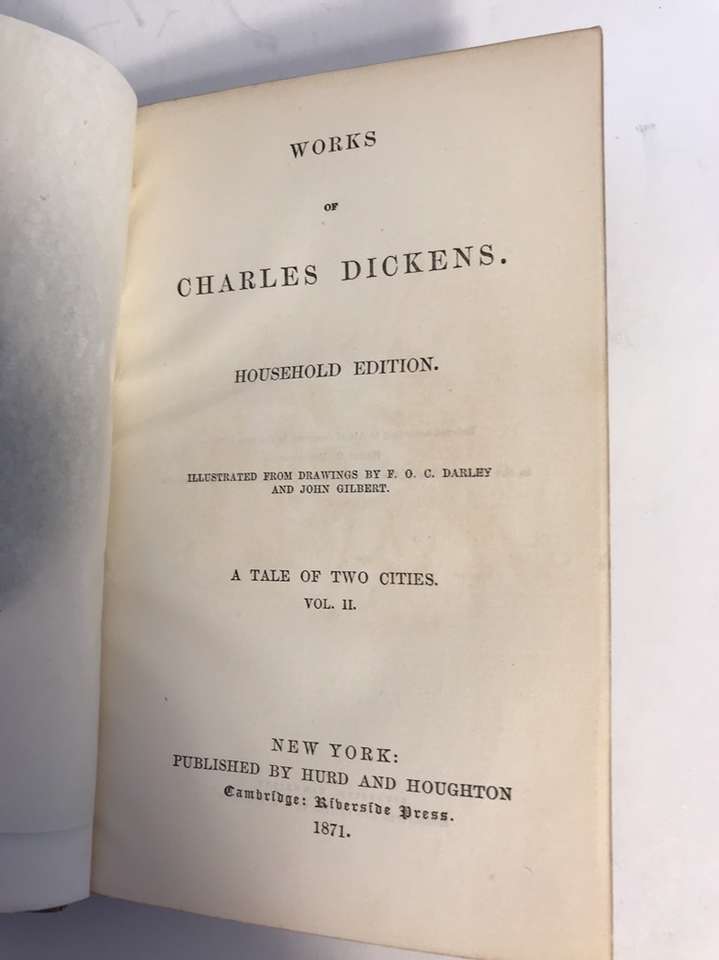 WORKS
OF
CHARLES DICKENS.
HOUSEHOLD EDITION.
ILLUSTRATED FROM DRAWINGS BY F. O. C. DARLEY
AND JOHN GILBERT.
A TALE OF TWO CITIES.
VOL. II.
NEW YORK:
PUBLISHED BY HURD AND HOUGHTON
Cambridge: Riverside Press.
1871.